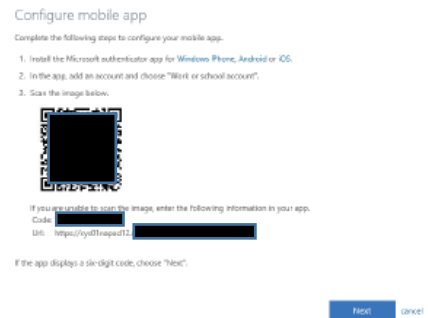 Configure mobile app
Complete the following steps to configure your mobile app.
1. Install the Microsoft authenticator app for Windows Phone, Android or iOS.
2. In the app, add an account and choose "Work or school account".
3. Scan the image below.
If you are unable to scan the image, enter the following information in your app.
Code:
Url:
If the app displays a six-digit code, choose "Next".
Next cancel